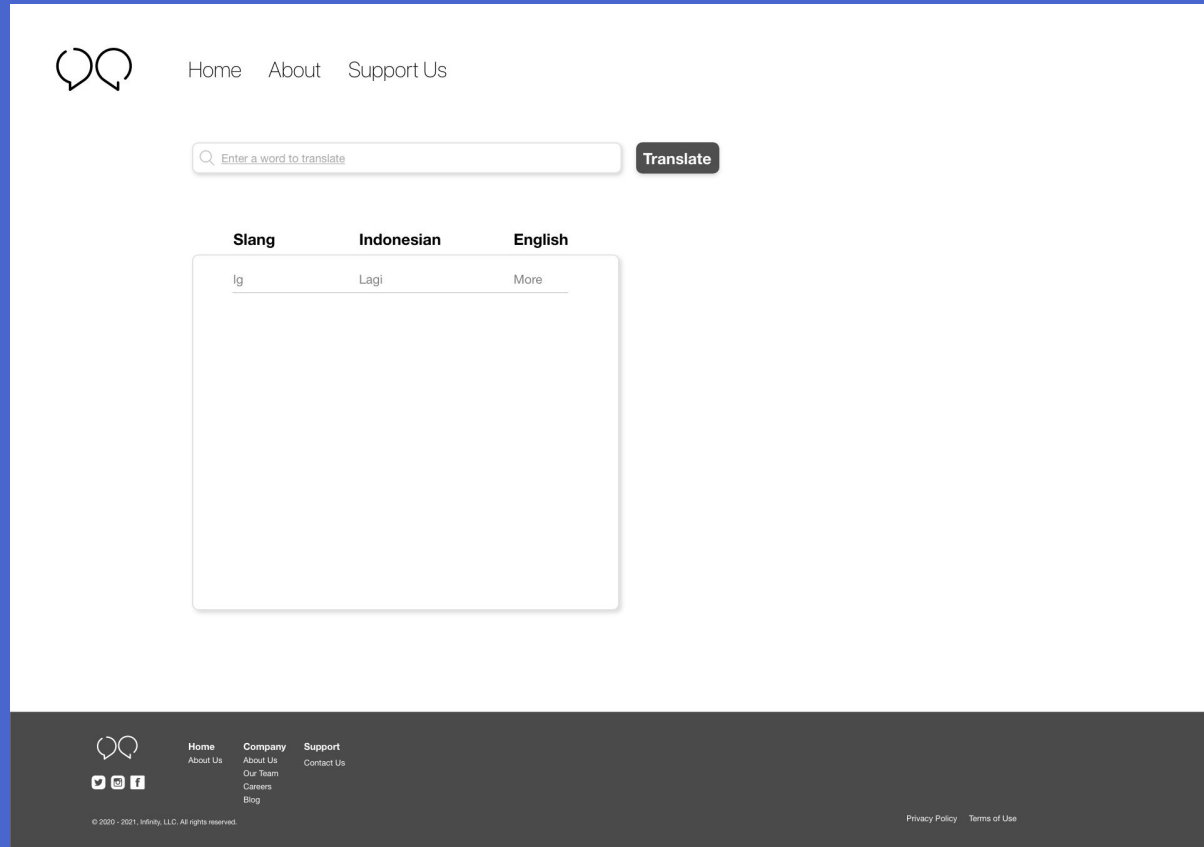 Home About Support Us
Enter a word to translate
Translate
Slang Indonesian English
lg Lagi More
Home Company Support
About Us About Us Contact Us
Our Team
Careers
Blog
© 2020 - 2021, Infinity, LLC. All rights reserved.
Privacy Policy Terms of Use